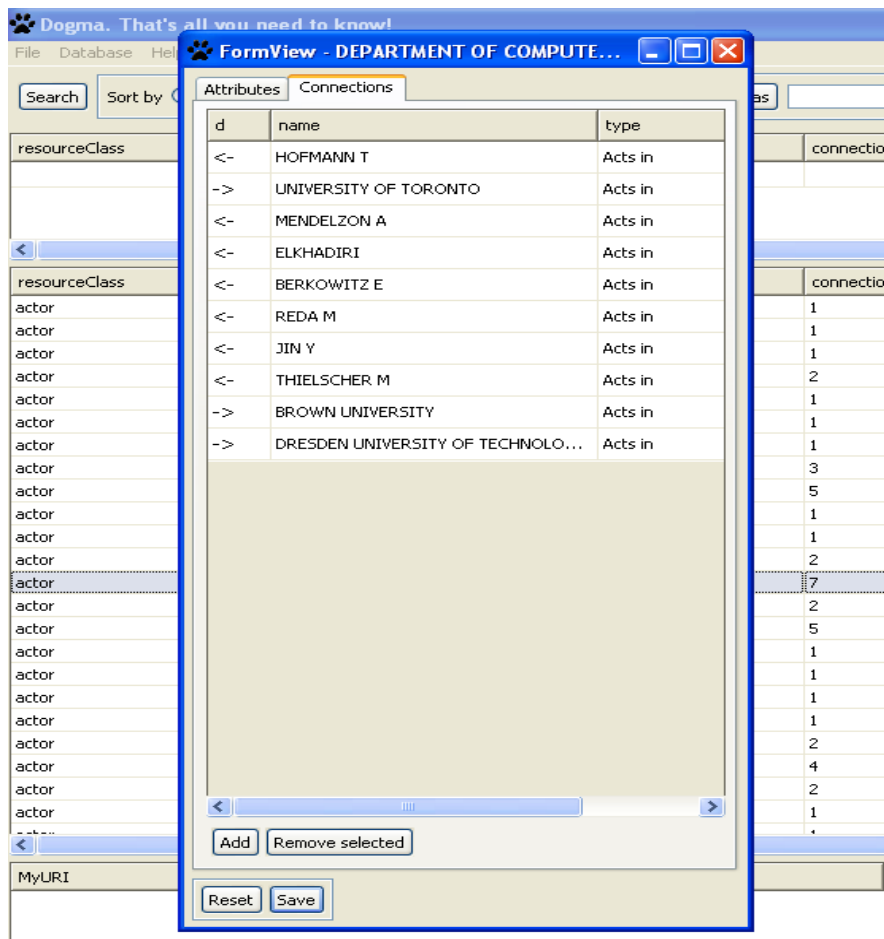 Dogma. That's all you need to know!
File Database Hel
FormView - DEPARTMENT OF COMPUTE...
Search Sort by as
Attributes Connections
d name type
resourceClass connectio
<- HOFMANN T Acts in
-> UNIVERSITY OF TORONTO Acts in
<- MENDELZON A Acts in
<- ELKHADIRI Acts in
<- BERKOWITZ E Acts in
<- REDA M Acts in
<- JIN Y Acts in
<- THIELSCHER M Acts in
-> BROWN UNIVERSITY Acts in
-> DRESDEN UNIVERSITY OF TECHNOLO... Acts in
resourceClass connectio
actor 1
actor 1
actor 1
actor 2
actor 1
actor 1
actor 1
actor 3
actor 5
actor 1
actor 1
actor 2
actor 7
actor 2
actor 5
actor 1
actor 1
actor 1
actor 1
actor 2
actor 4
actor 2
actor 1
Add Remove selected
MyURI
Reset Save